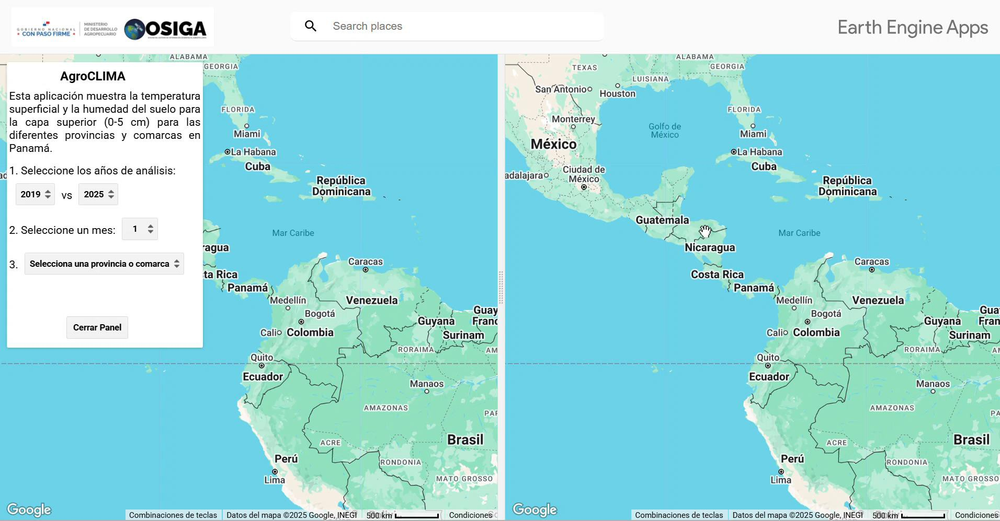 GOBIERNO NACIONAL
CON PASO FIRME
MINISTERIO
DE DESARROLLO
AGROPECUARIO
OSIGA
Search places
Earth Engine Apps
AgroCLIMA
Esta aplicación muestra la temperatura
superficial y la humedad del suelo para
la capa superior (0-5 cm) para las
diferentes provincias y comarcas en
Panamá.
1. Seleccione los años de análisis:
2019 vs 2025
2. Seleccione un mes: 1
3. Selecciona una provincia o comarca
Cerrar Panel
ALABAMA
GEORGIA
FLORIDA
Miami
La Habana
Cuba
República
Dominicana
Mar Caribe
ragua
ta Rica
Panamá
Caracas
Medellín
Venezuela
Bogotá
Guay
Guyana
Franc
Cali
Colombia
Surinam
RORAIMA
AM
Quito
Ecuador
Manaos
AMAZONAS
PAR
Brasil
ACRE
Perú
RONDONIA
Lima
MATO GROSSO
Google
Combinaciones de teclas
Datos del mapa ©2025 Google, INEGI
500 km
Condiciones
ALABAMA
TEXAS
GEORGIA
LUISIANA
San Antonio
Houston
FLORIDA
Monterrey
Golfo de
México
Miami
México
La Habana
Cuba
Ciudad de
México
adalajara
República
Dominicana
Guatemala
Mar Caribe
Nicaragua
Caracas
Costa Rica
Panamá
Medellín
Venezuela
Bogotá
Guay
Guyana
Fran
Cali
Colombia
Surinam
RORAIMA
AM
Quito
Ecuador
Manaos
AMAZONAS
PA
Brasil
ACRE
Perú
RONDONIA
Lima
MATO GROSSO
Google
Combinaciones de teclas
Datos del mapa ©2025 Google, INEGI
500 km
Condiciones